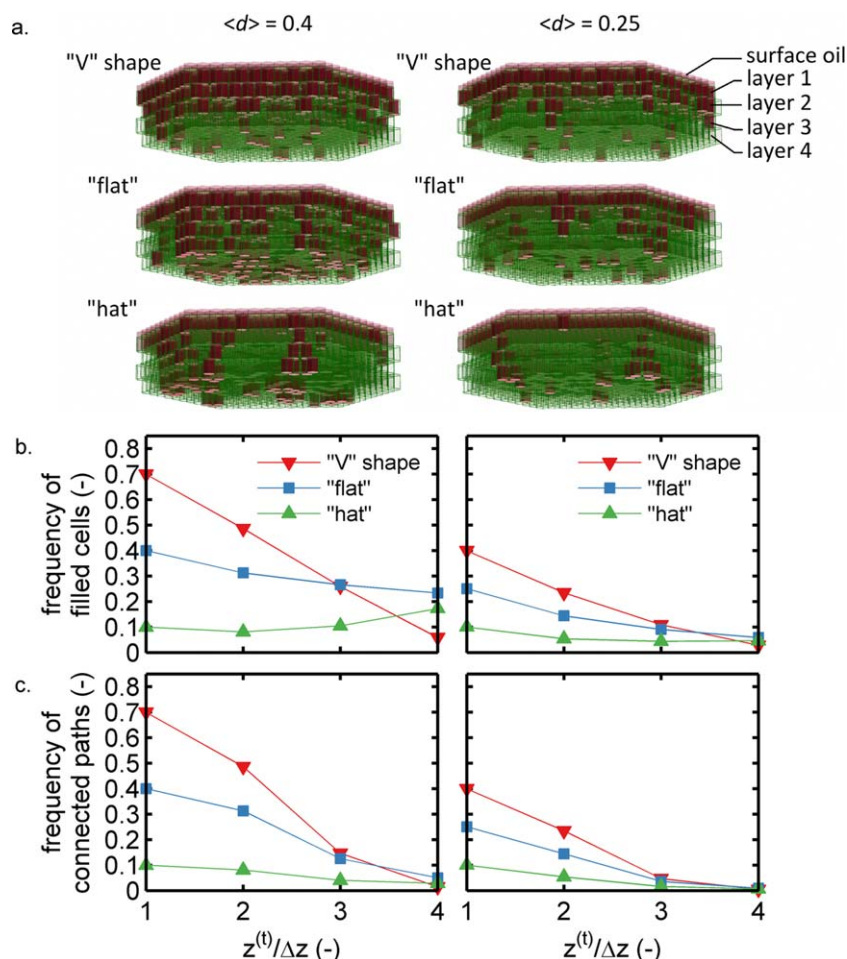 a.
<d> = 0.4
<d> = 0.25
"V" shape
"V" shape
surface oil
layer 1
layer 2
layer 3
layer 4
"flat"
"flat"
"hat"
"hat"
b.
frequency of
filled cells (-)
0.8
0.7
0.6
0.5
0.4
0.3
0.2
0.1
0
"V" shape
"flat"
"hat"
"V" shape
"flat"
"hat"
c.
frequency of
connected paths (-)
0.8
0.7
0.6
0.5
0.4
0.3
0.2
0.1
0
1 2 3 4
1 2 3 4
z(t)/Δz (-)
z(t)/Δz (-)